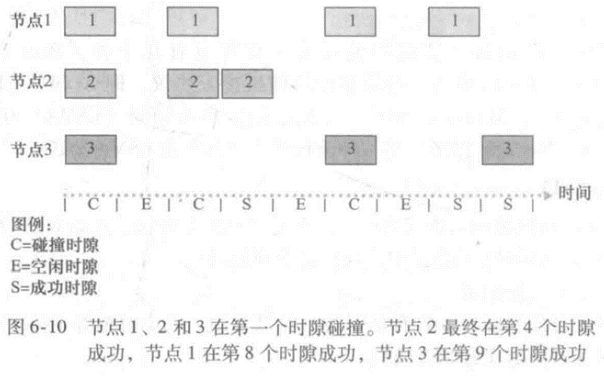 节点1 1 1 1 1
节点2 2 2 2
节点3 3 3 3
C E C S E C E S S 时间
图例:
C=碰撞时隙
E=空闲时隙
S=成功时隙
图 6-10 节点 1、2 和 3 在第一个时隙碰撞。节点 2 最终在第 4 个时隙
成功，节点 1 在第 8 个时隙成功，节点 3 在第 9 个时隙成功